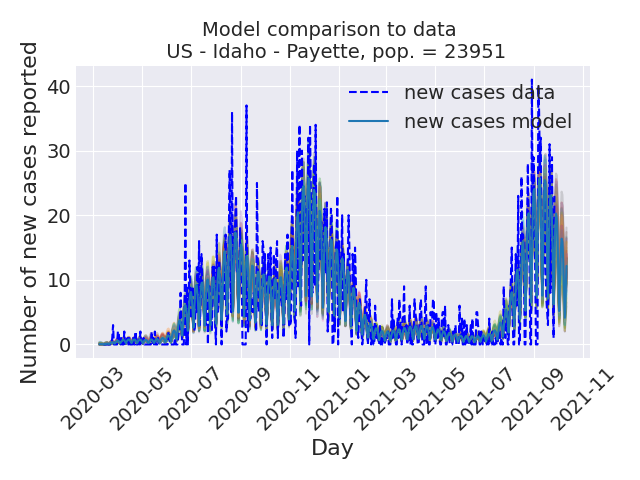 Model comparison to data
US - Idaho - Payette, pop. = 23951
new cases data
new cases model
Number of new cases reported
40
30
20
10
0
2020-03
2020-05
2020-07
2020-09
2020-11
2021-01
2021-03
2021-05
2021-07
2021-09
2021-11
Day